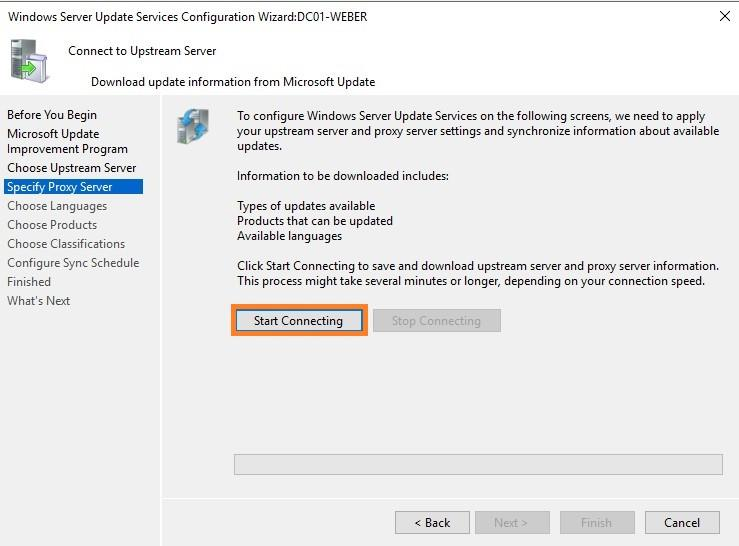 Windows Server Update Services Configuration Wizard:DC01-WEBER
Connect to Upstream Server
Download update information from Microsoft Update
Before You Begin
Microsoft Update
Improvement Program
Choose Upstream Server
Specify Proxy Server
Choose Languages
Choose Products
Choose Classifications
Configure Sync Schedule
Finished
What's Next
To configure Windows Server Update Services on the following screens, we need to apply
your upstream server and proxy server settings and synchronize information about available
updates.
Information to be downloaded includes:
Types of updates available
Products that can be updated
Available languages
Click Start Connecting to save and download upstream server and proxy server information.
This process might take several minutes or longer, depending on your connection speed.
Start Connecting
Stop Connecting
< Back
Next >
Finish
Cancel